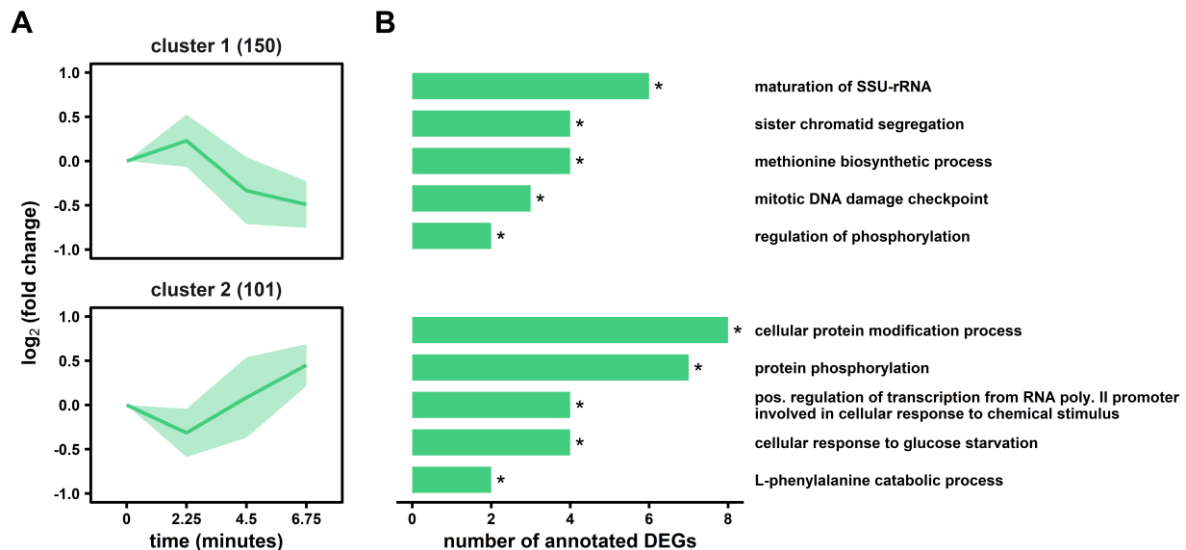 A
B
cluster 1 (150)
1.0
0.5
0.0
-0.5
-1.0
cluster 2 (101)
1.0
0.5
0.0
-0.5
-1.0
log2 (fold change)
0 2.25 4.5 6.75
time (minutes)
* maturation of SSU-rRNA
* sister chromatid segregation
* methionine biosynthetic process
* mitotic DNA damage checkpoint
* regulation of phosphorylation
* cellular protein modification process
* protein phosphorylation
* pos. regulation of transcription from RNA poly. II promoter
involved in cellular response to chemical stimulus
* cellular response to glucose starvation
* L-phenylalanine catabolic process
0 2 4 6 8
number of annotated DEGs